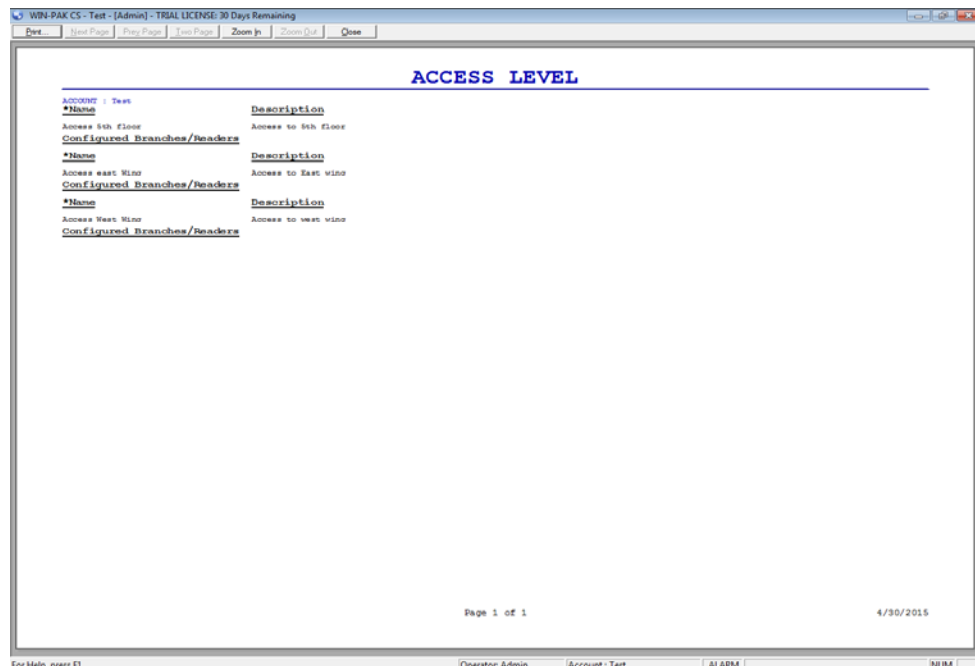 WIN-PAK CS - Test - [Admin] - TRIAL LICENSE: 30 Days Remaining
Print... Next Page Prev Page Two Page Zoom In Zoom Out Close
ACCESS LEVEL
ACCOUNT : Test
*Name Description
Access 5th floor Access to 5th floor
Configured Branches/Readers
*Name Description
Access east Wing Access to East wing
Configured Branches/Readers
*Name Description
Access West Wing Access to west wing
Configured Branches/Readers
Page 1 of 1 4/30/2015
For Help, press F1 Operator: Admin Account : Test ALARM NUM